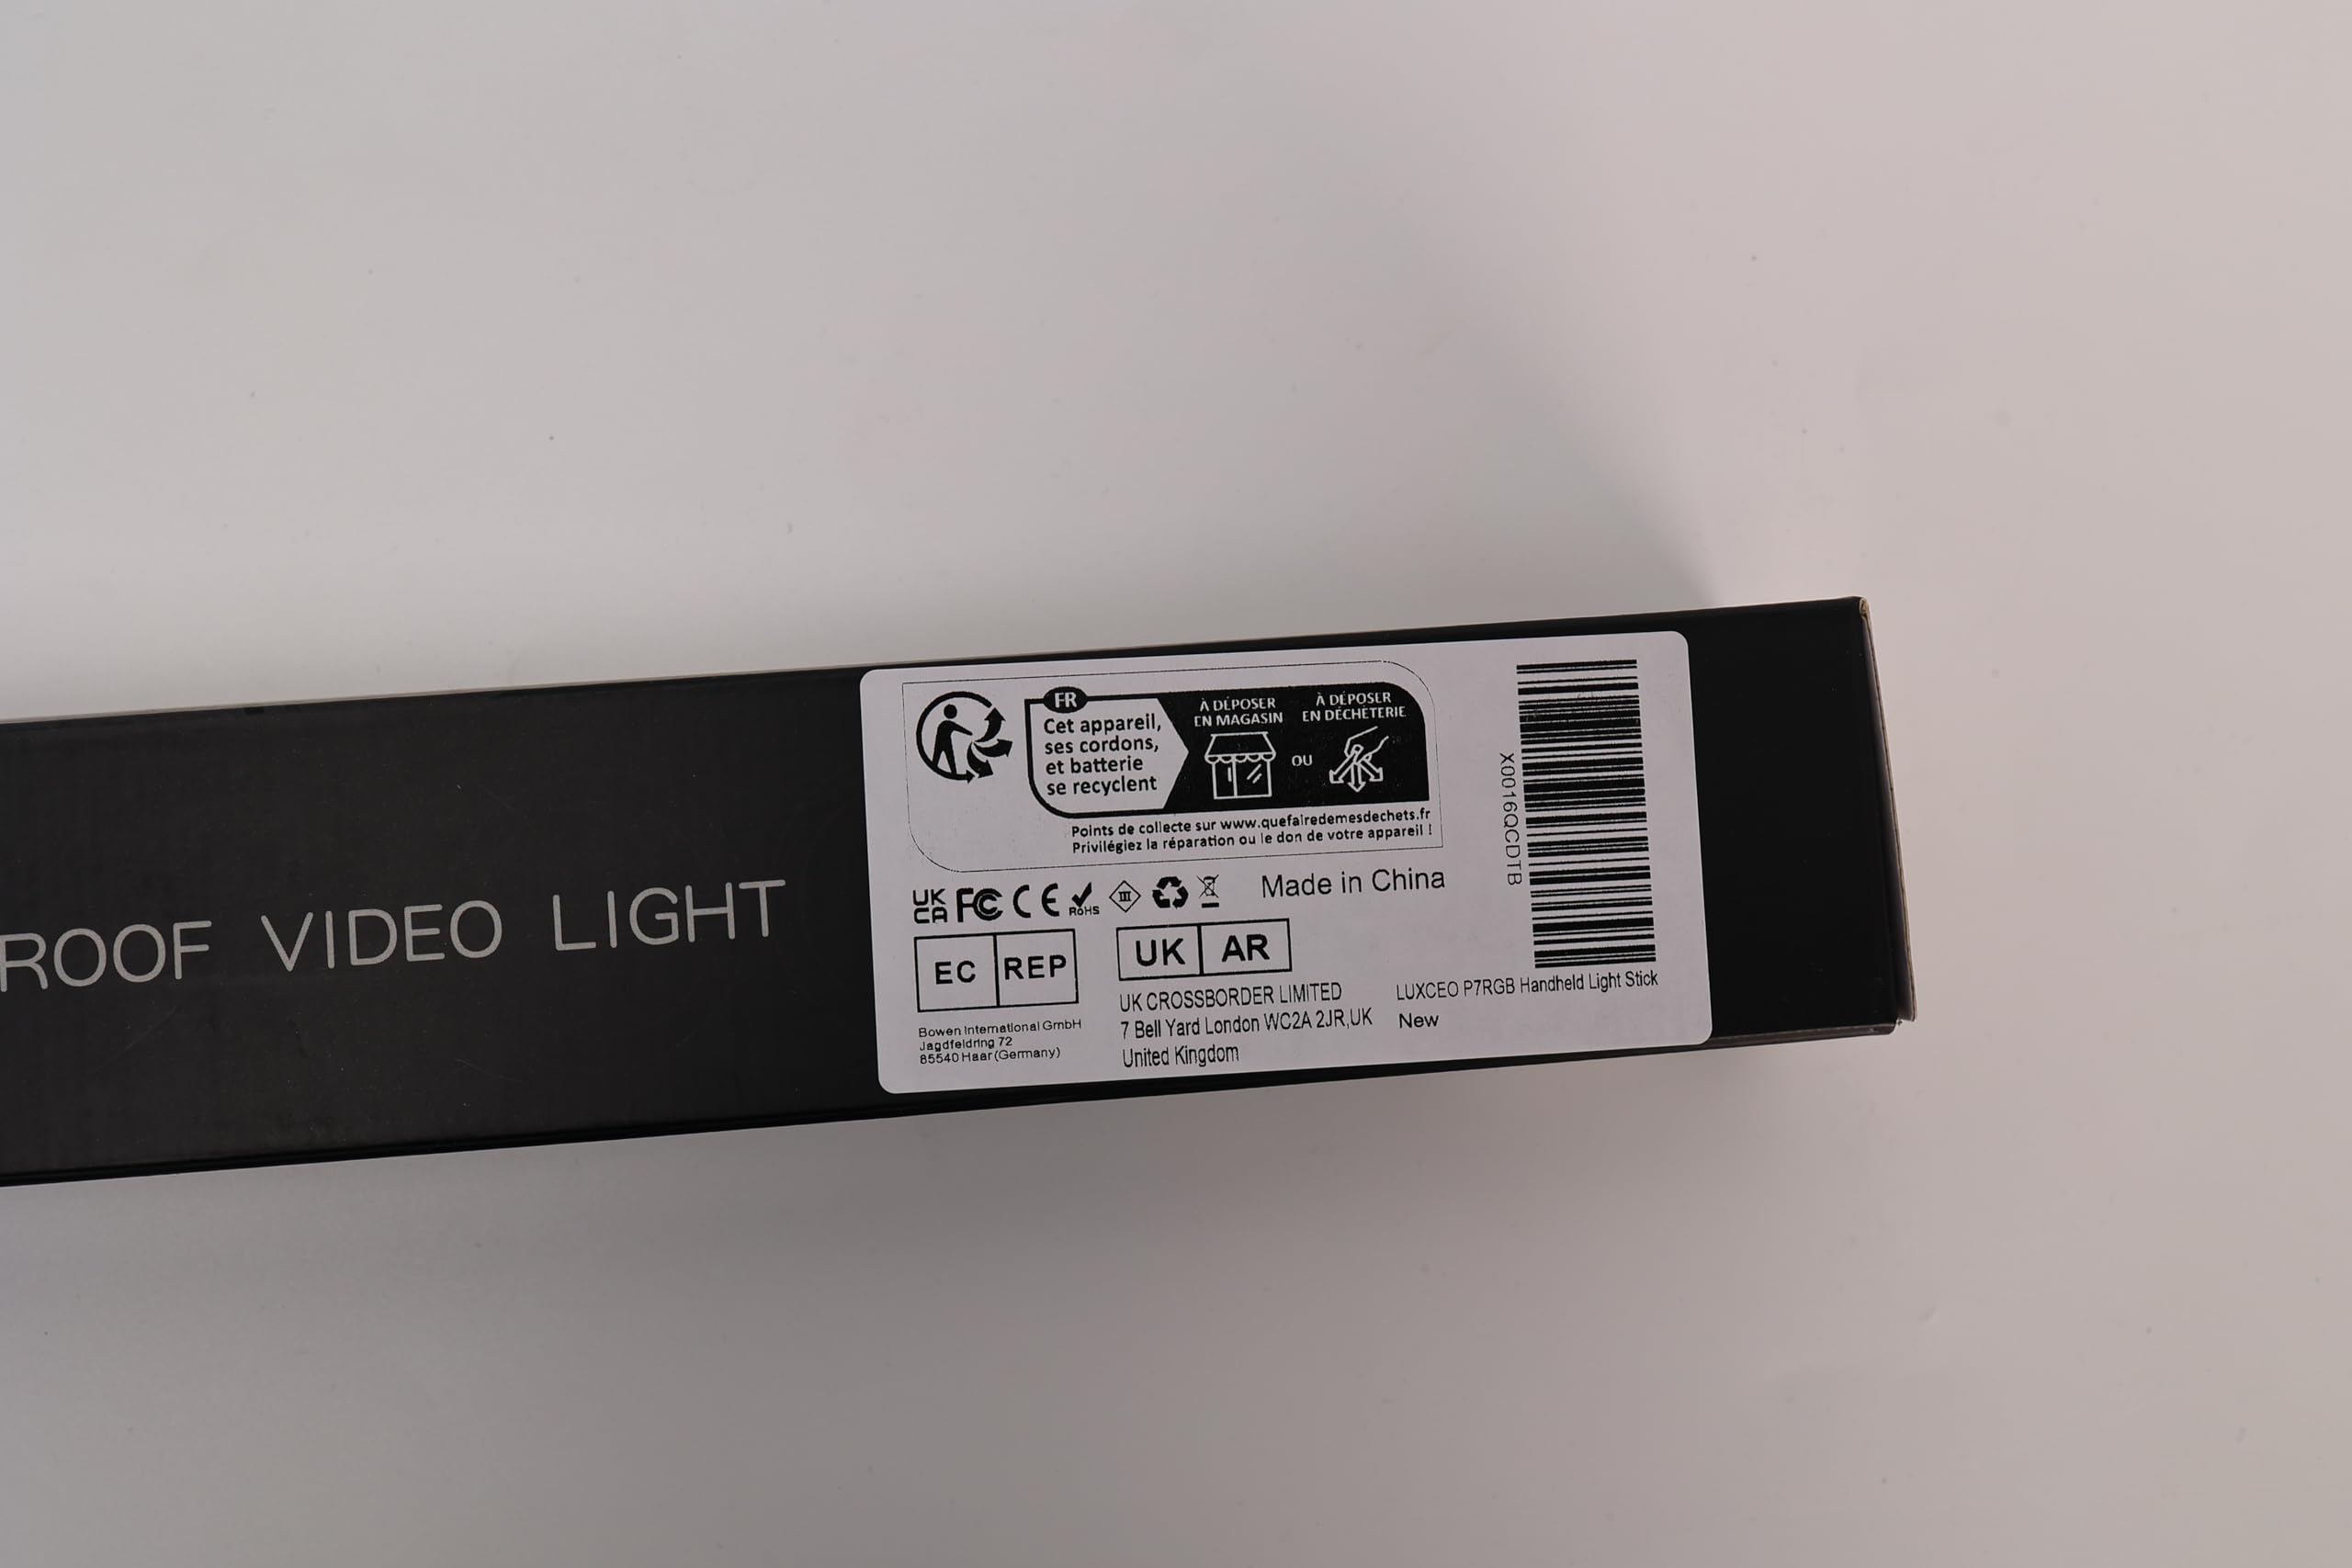 ROOF VIDEO LIGHT
FR
Cet appareil,
ses cordons,
et batterie
se recyclent
À DÉPOSER
EN MAGASIN
OU
À DÉPOSER
EN DÉCHÈTERIE
Points de collecte sur www.quefairedemesdechets.fr
Privilégiez la réparation ou le don de votre appareil !
UK
CA
FC CE
RoHS
III
Made in China
EC REP
Bowen International GmbH
Jagdfeldring 72
85540 Haar (Germany)
UK AR
UK CROSSBORDER LIMITED
7 Bell Yard London WC2A 2JR,UK
United Kingdom
X0016QCDTB
LUXCEO P7RGB Handheld Light Stick
New